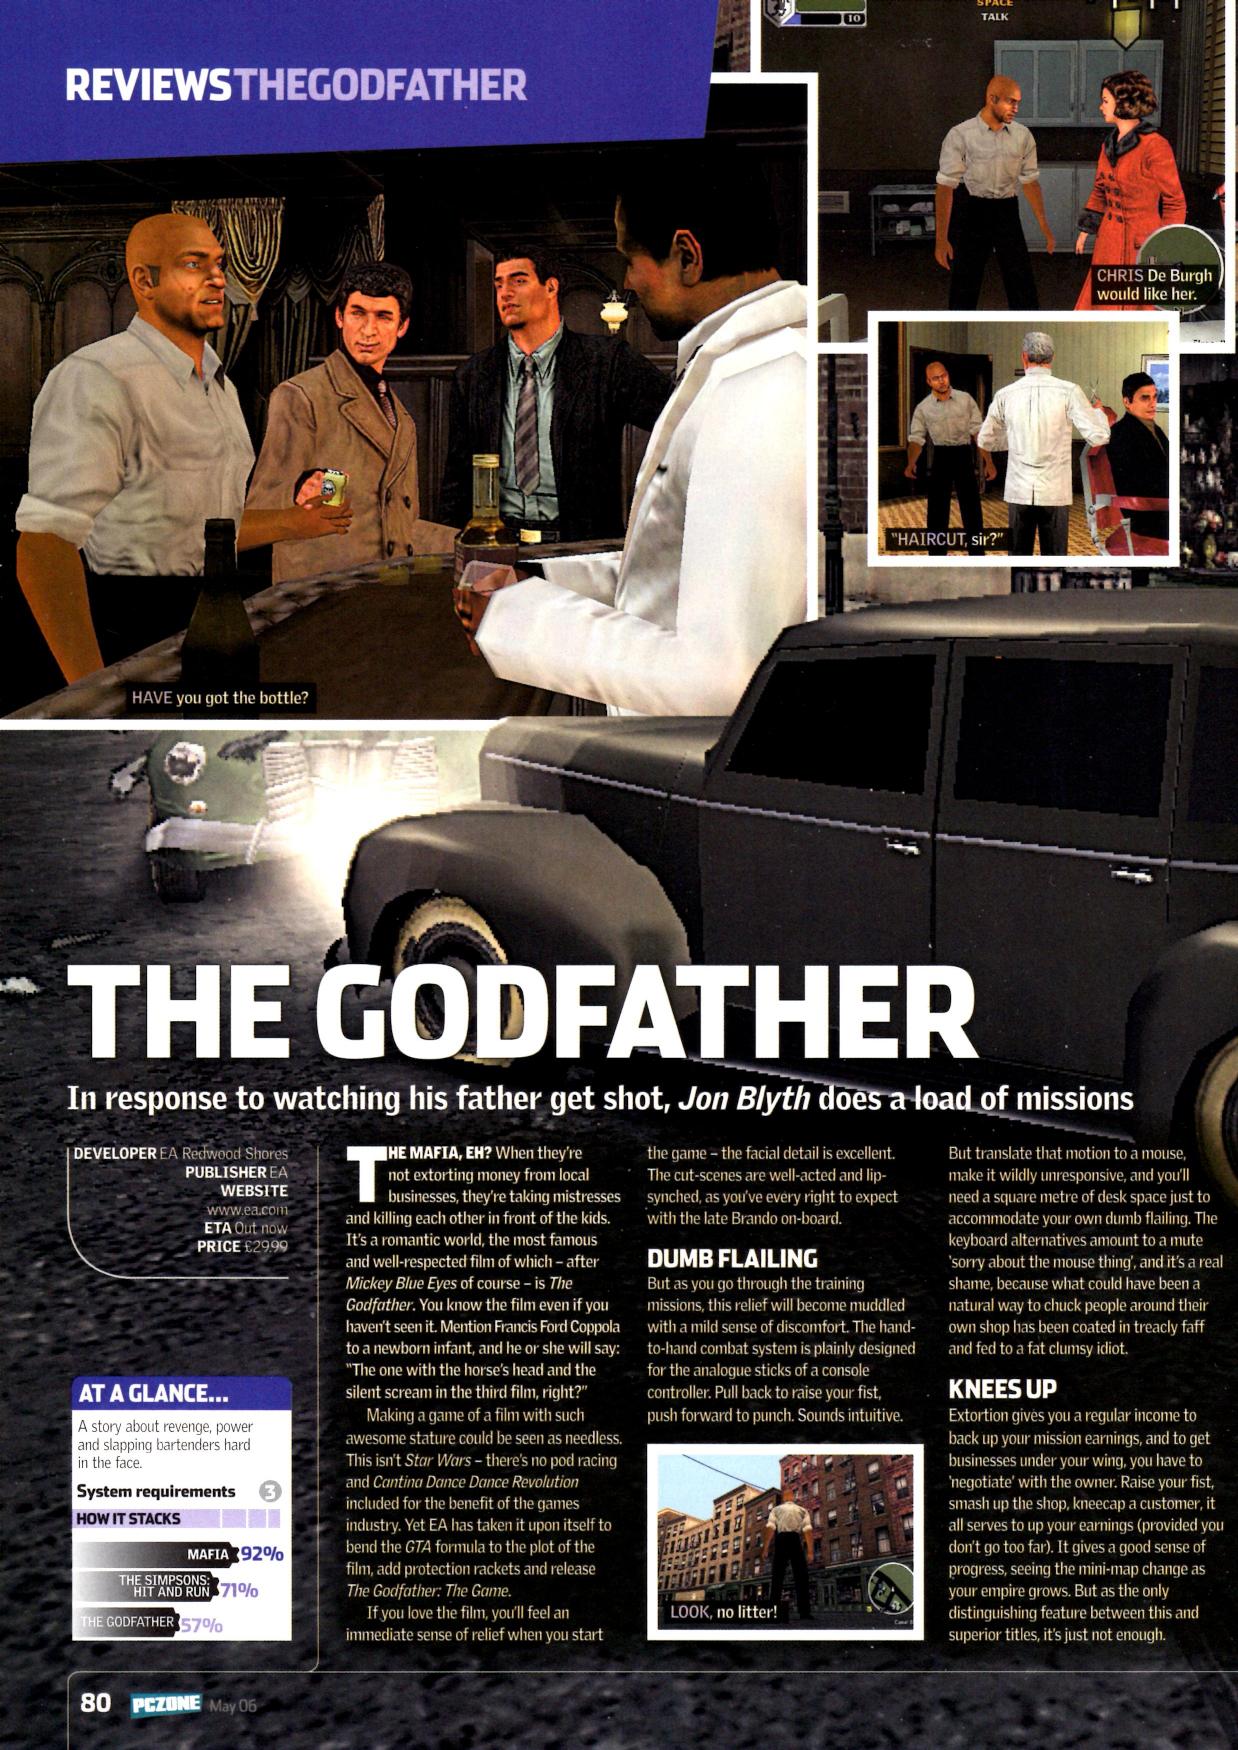 SPACE
TALK
10
REVIEWSTHEGODFATHER
CHRIS De Burgh
would like her.
"HAIRCUT, sir?"
HAVE you got the bottle?
THE GODFATHER
In response to watching his father get shot, Jon Blyth does a load of missions
DEVELOPER EA Redwood Shores
PUBLISHER EA
WEBSITE
www.ea.com
ETA Out now
PRICE £29.99
AT A GLANCE...
A story about revenge, power
and slapping bartenders hard
in the face.
System requirements 3
HOW IT STACKS
MAFIA 92%
THE SIMPSONS:
HIT AND RUN 71%
THE GODFATHER 57%
THE MAFIA, EH? When they're
not extorting money from local
businesses, they're taking mistresses
and killing each other in front of the kids.
It's a romantic world, the most famous
and well-respected film of which – after
Mickey Blue Eyes of course – is The
Godfather. You know the film even if you
haven't seen it. Mention Francis Ford Coppola
to a newborn infant, and he or she will say:
"The one with the horse's head and the
silent scream in the third film, right?"
Making a game of a film with such
awesome stature could be seen as needless.
This isn't Star Wars – there's no pod racing
and Cantina Dance Dance Revolution
included for the benefit of the games
industry. Yet EA has taken it upon itself to
bend the GTA formula to the plot of the
film, add protection rackets and release
The Godfather: The Game.
If you love the film, you'll feel an
immediate sense of relief when you start
the game – the facial detail is excellent.
The cut-scenes are well-acted and lip-
synched, as you've every right to expect
with the late Brando on-board.
DUMB FLAILING
But as you go through the training
missions, this relief will become muddled
with a mild sense of discomfort. The hand-
to-hand combat system is plainly designed
for the analogue sticks of a console
controller. Pull back to raise your fist,
push forward to punch. Sounds intuitive.
LOOK, no litter!
But translate that motion to a mouse,
make it wildly unresponsive, and you'll
need a square metre of desk space just to
accommodate your own dumb flailing. The
keyboard alternatives amount to a mute
'sorry about the mouse thing', and it's a real
shame, because what could have been a
natural way to chuck people around their
own shop has been coated in treacly faff
and fed to a fat clumsy idiot.
KNEES UP
Extortion gives you a regular income to
back up your mission earnings, and to get
businesses under your wing, you have to
'negotiate' with the owner. Raise your fist,
smash up the shop, kneecap a customer, it
all serves to up your earnings (provided you
don't go too far). It gives a good sense of
progress, seeing the mini-map change as
your empire grows. But as the only
distinguishing feature between this and
superior titles, it's just not enough.
80 PCZONE May 06